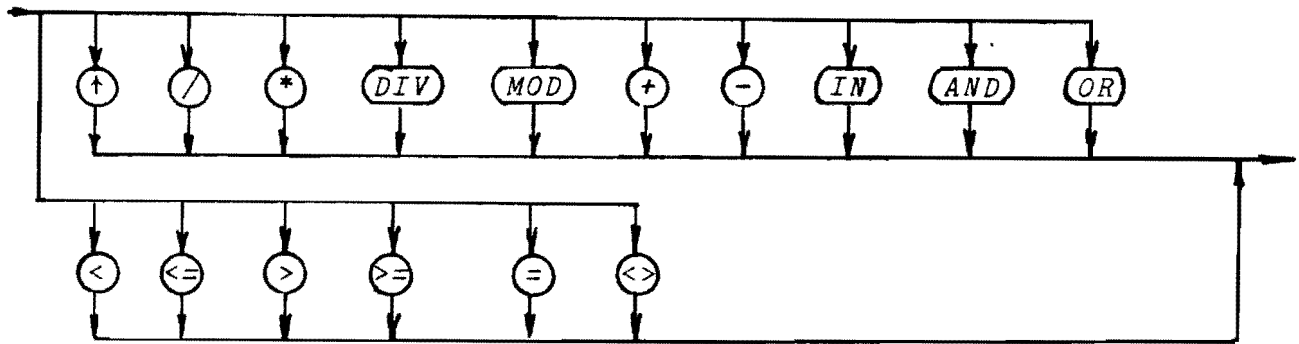 ↑ / * DIV MOD + - IN AND OR
< <= > >= = <>